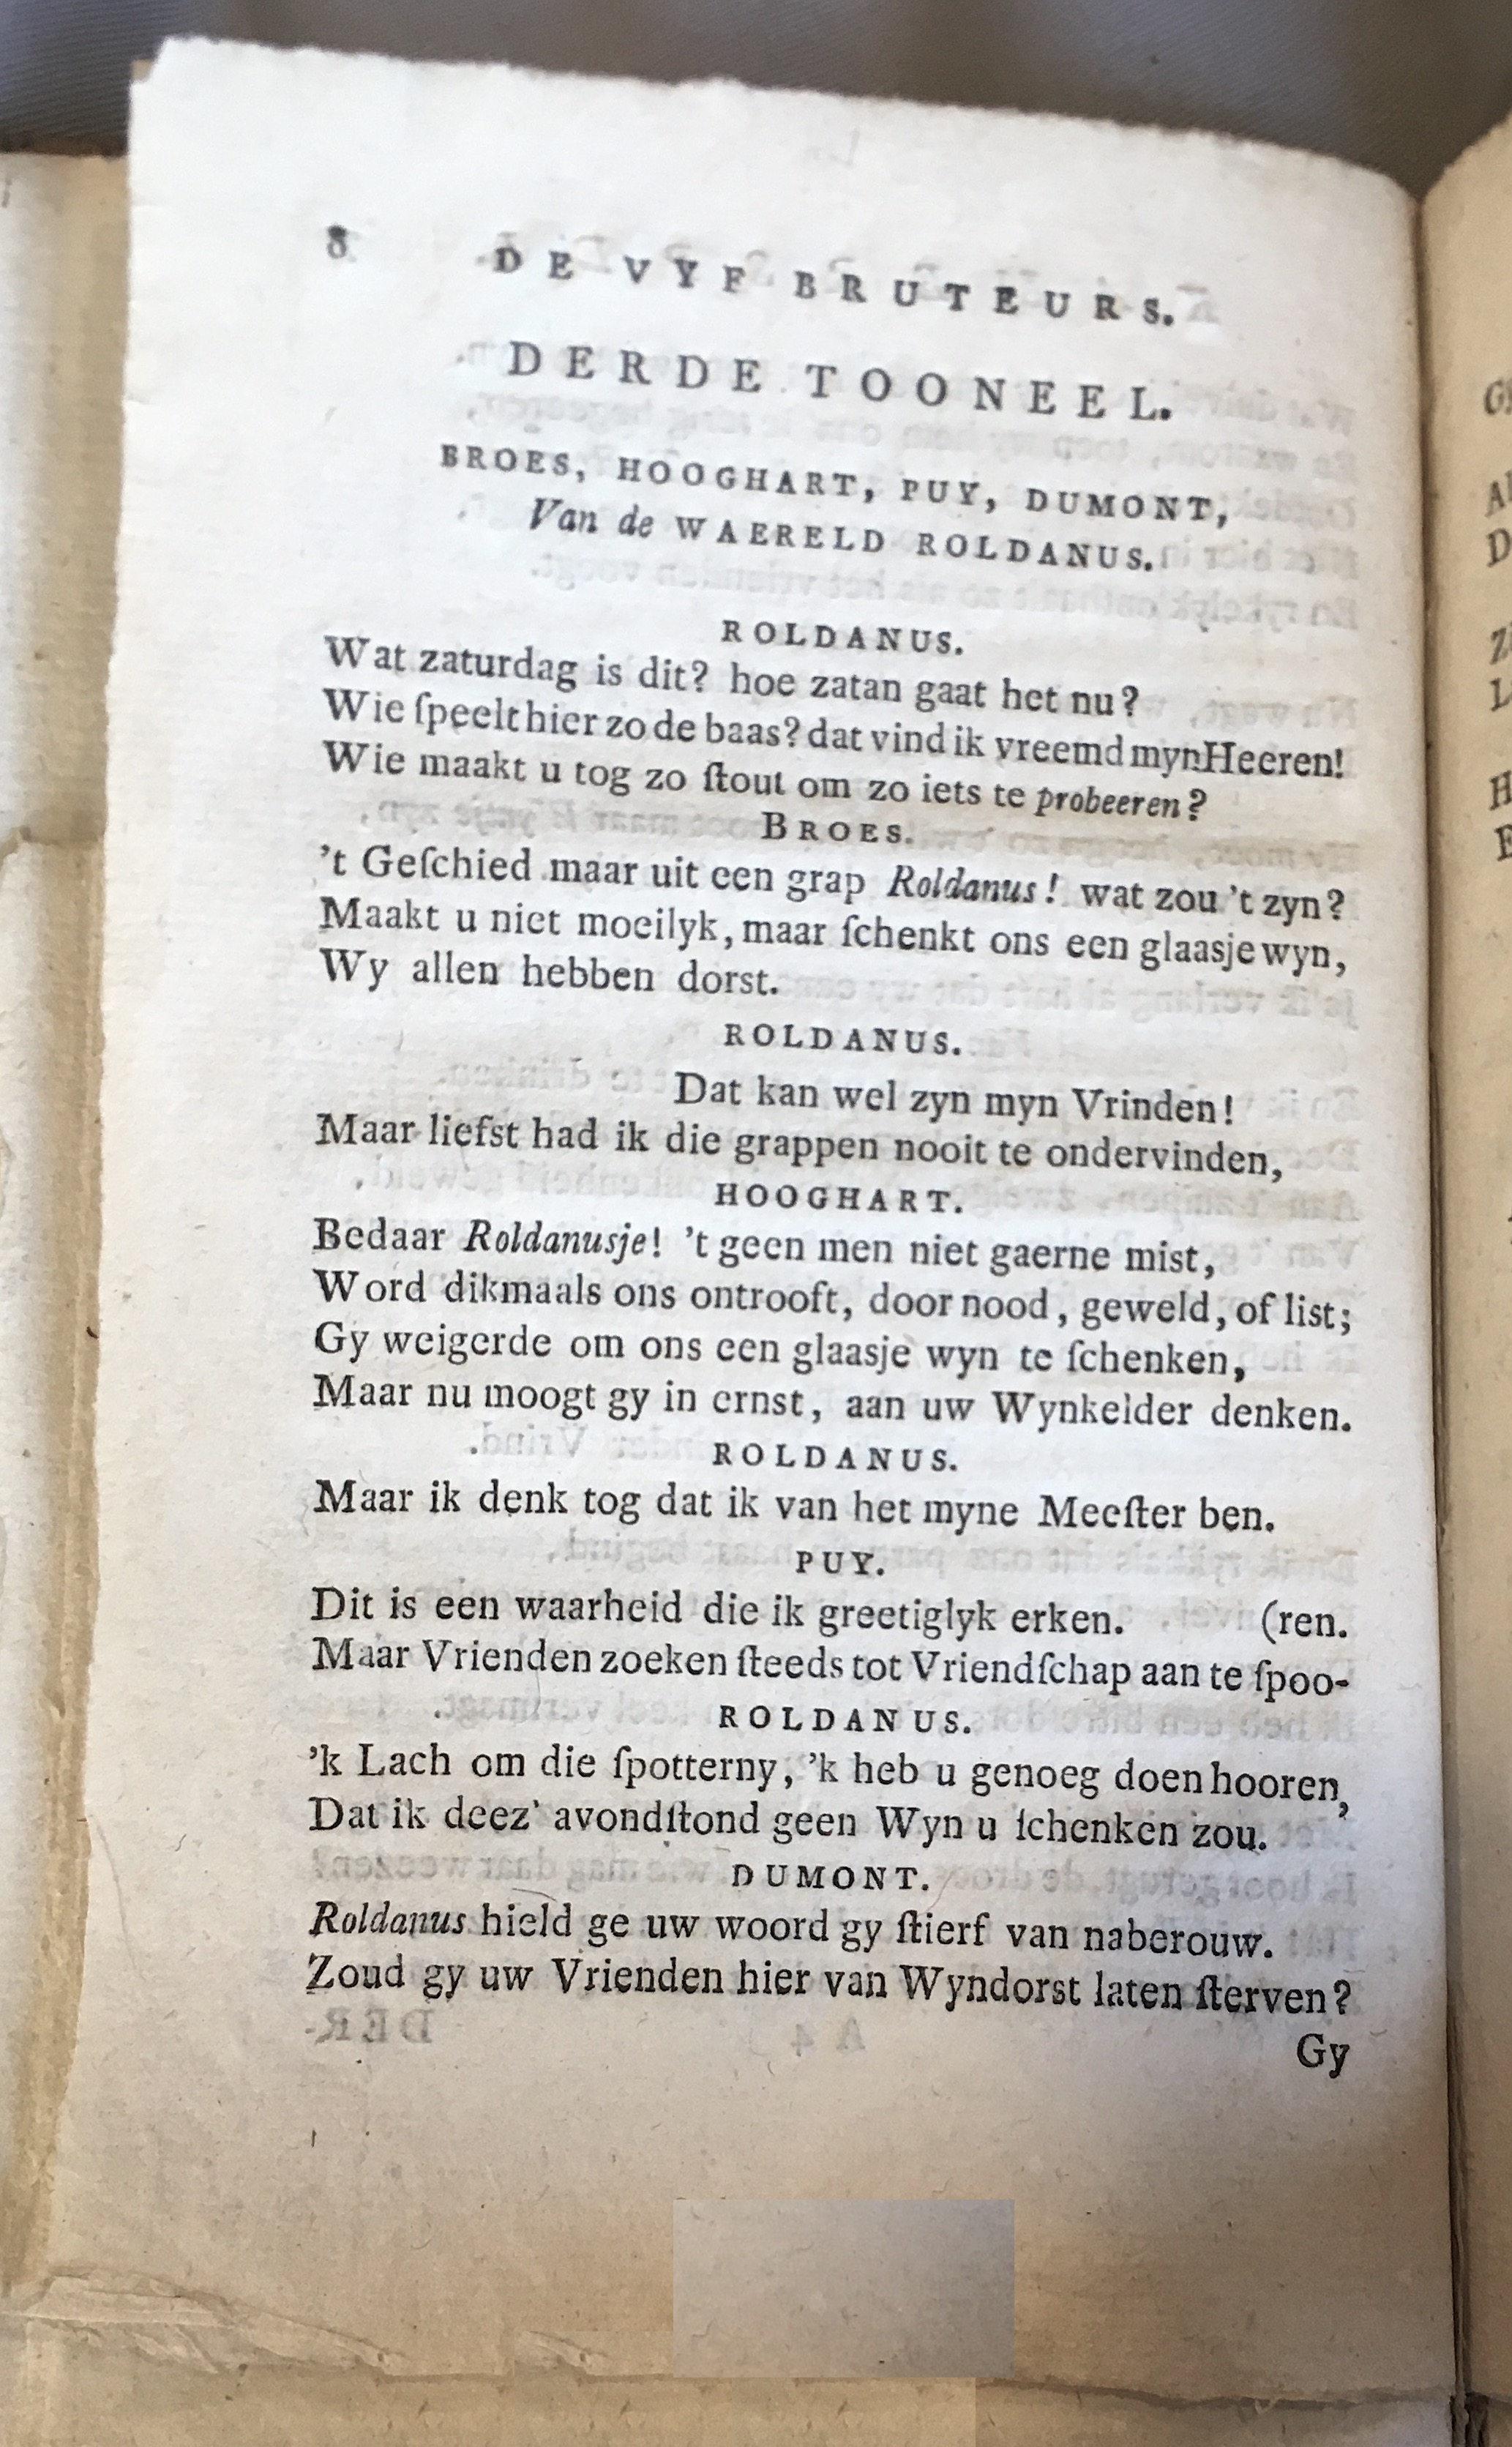 8 DE VYF BRUTEURS.
DERDE TOONEEL.
BROES, HOOGHART, PUY, DUMONT,
Van de WAERELD ROLDANUS.
ROLDANUS.
Wat zaturdag is dit? hoe zatan gaat het nu?
Wie ſpeelt hier zo de baas? dat vind ik vreemd mynHeeren!
Wie maakt u tog zo ſtout om zo iets te probeeren?
BROES.
't Geſchied maar uit een grap Roldanus! wat zou 't zyn?
Maakt u niet moeilyk, maar ſchenkt ons een glaasje wyn,
Wy allen hebben dorst.
ROLDANUS.
Dat kan wel zyn myn Vrinden!
Maar liefst had ik die grappen nooit te ondervinden,
HOOGHART.
Bedaar Roldanusje! 't geen men niet gaerne mist,
Word dikmaals ons ontrooft, door nood, geweld, of list;
Gy weigerde om ons een glaasje wyn te ſchenken,
Maar nu moogt gy in ernst, aan uw Wynkelder denken.
ROLDANUS.
Maar ik denk tog dat ik van het myne Meeſter ben.
PUY.
Dit is een waarheid die ik greetiglyk erken. (ren.
Maar Vrienden zoeken ſteeds tot Vriendſchap aan te ſpoo-
ROLDANUS.
'k Lach om die ſpotterny, 'k heb u genoeg doen hooren,
Dat ik deez' avondſtond geen Wyn u ſchenken zou.
DUMONT.
Roldanus hield ge uw woord gy ſtierf van naberouw.
Zoud gy uw Vrienden hier van Wyndorst laten ſterven?
Gy